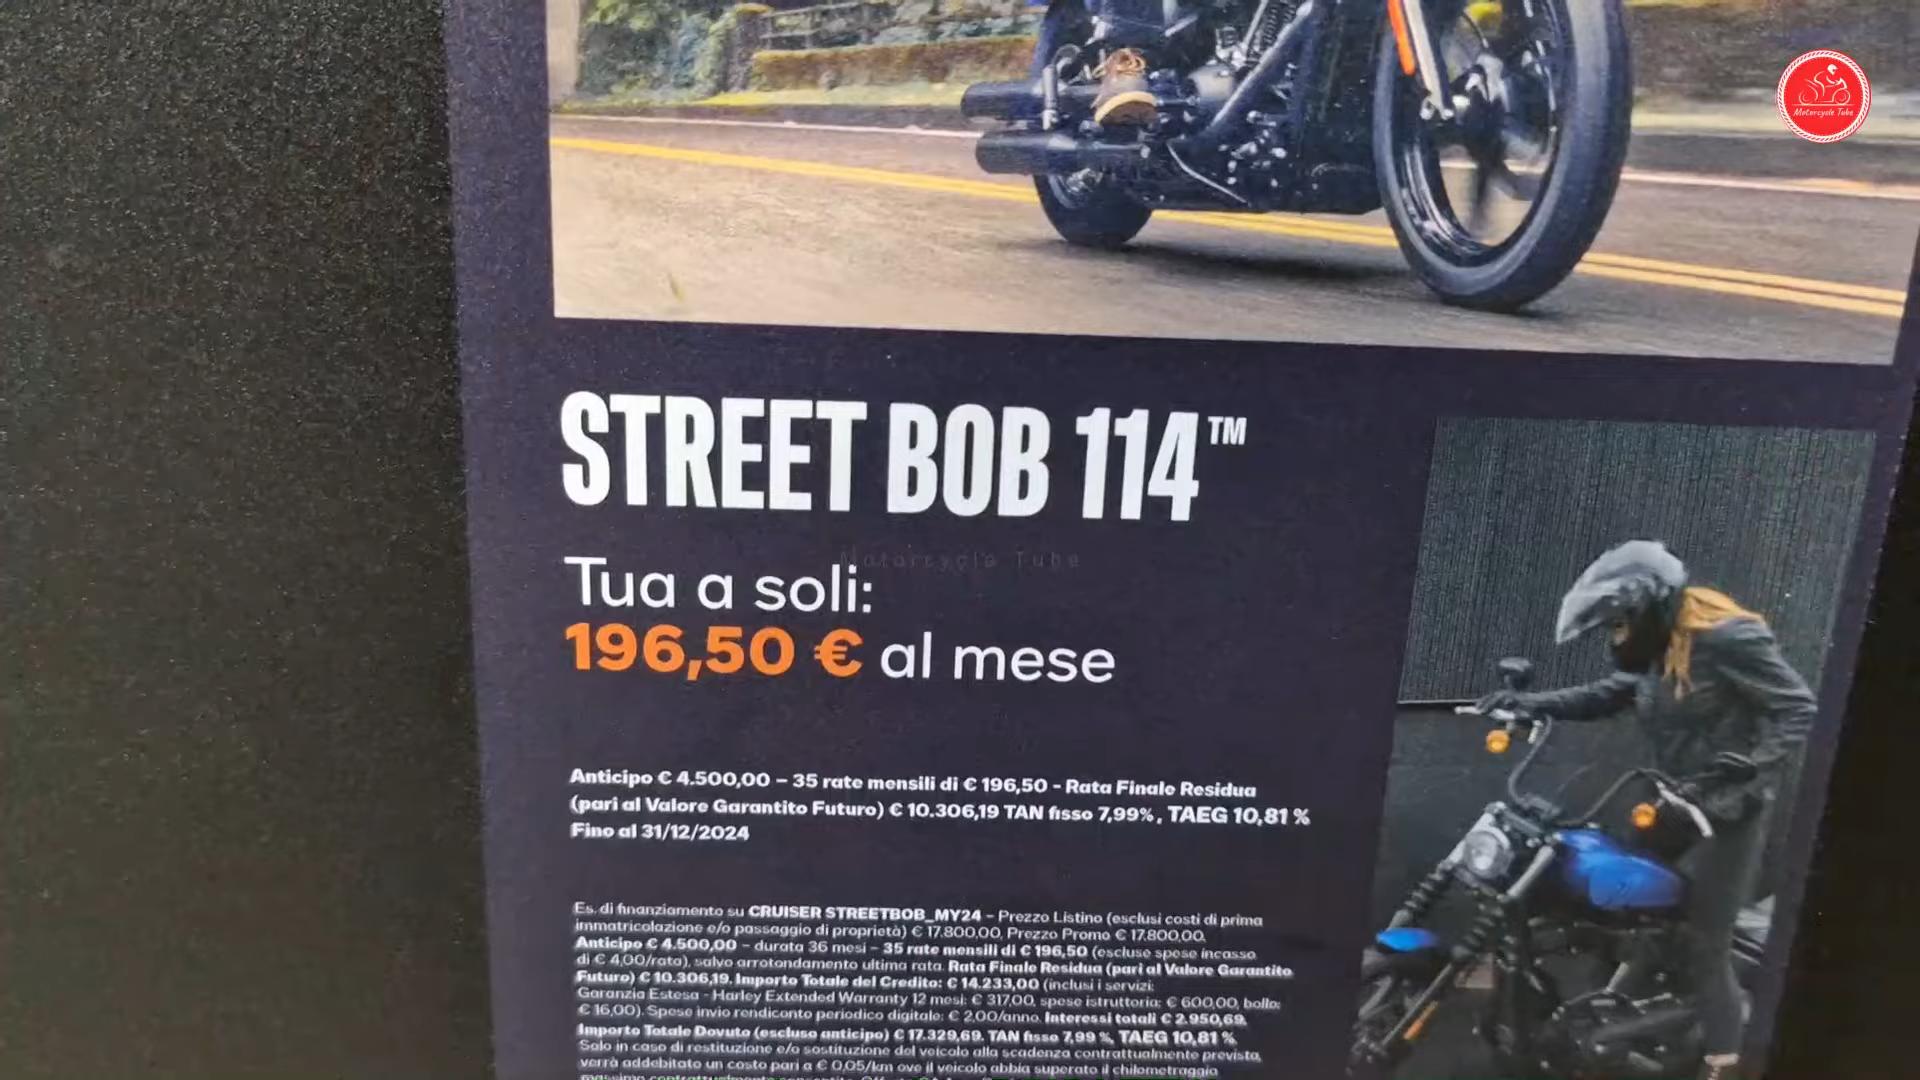 Motorcycle Tube
STREET BOB 114™
Motorcycle Tube
Tua a soli:
196,50 € al mese
Anticipo € 4.500,00 – 35 rate mensili di € 196,50 - Rata Finale Residua
(pari al Valore Garantito Futuro) € 10.306,19 TAN fisso 7,99%, TAEG 10,81 %
Fino al 31/12/2024
Es. di finanziamento su CRUISER STREETBOB_MY24 – Prezzo Listino (esclusi costi di prima
immatricolazione e/o passaggio di proprietà) € 17.800,00, Prezzo Promo € 17.800,00.
Anticipo € 4.500,00 – durata 36 mesi – 35 rate mensili di € 196,50 (escluse spese incasso
di € 4,00/rata), salvo arrotondamento ultima rata. Rata Finale Residua (pari al Valore Garantito
Futuro) € 10.306,19. Importo Totale del Credito: € 14.233,00 (inclusi i servizi:
Garanzia Estesa - Harley Extended Warranty 12 mesi: € 317,00, spese istruttoria: € 600,00, bollo:
€ 16,00). Spese invio rendiconto periodico digitale: € 2,00/anno. Interessi totali € 2.950,69.
Importo Totale Dovuto (escluso anticipo) € 17.329,69. TAN fisso 7,99 %, TAEG 10,81 %
Solo in caso di restituzione e/o sostituzione del veicolo alla scadenza contrattualmente prevista,
verrà addebitato un costo pari a € 0,05/km ove il veicolo abbia superato il chilometraggio